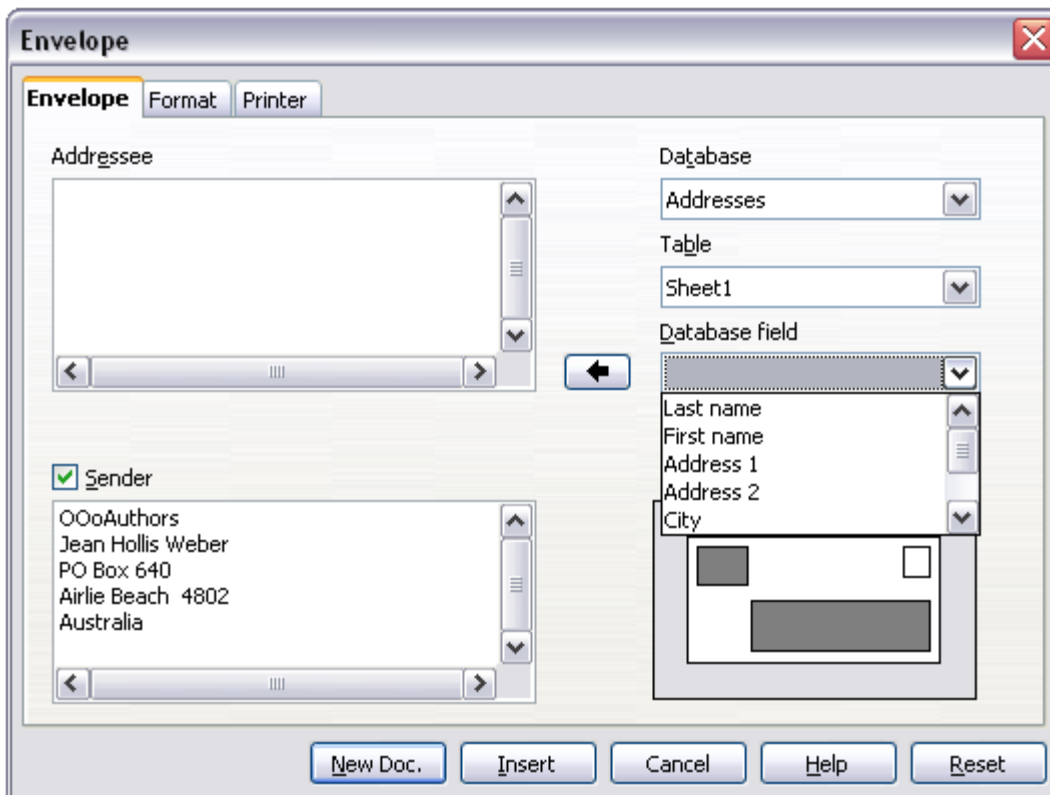 Envelope
Envelope Format Printer
Addressee
Database
Addresses
Table
Sheet1
Database field
Last name
First name
Address 1
Address 2
City
Sender
OOoAuthors
Jean Hollis Weber
PO Box 640
Airlie Beach  4802
Australia
New Doc. Insert Cancel Help Reset